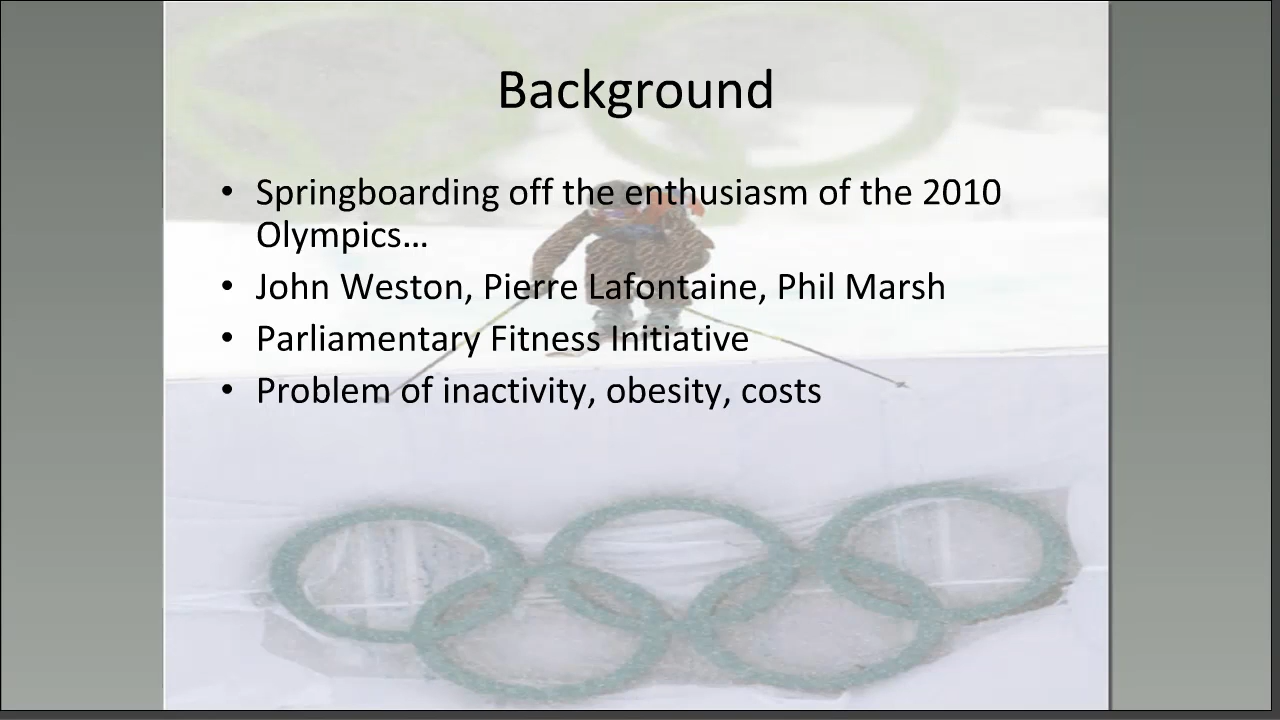 Background
• Springboarding off the enthusiasm of the 2010
Olympics…
• John Weston, Pierre Lafontaine, Phil Marsh
• Parliamentary Fitness Initiative
• Problem of inactivity, obesity, costs